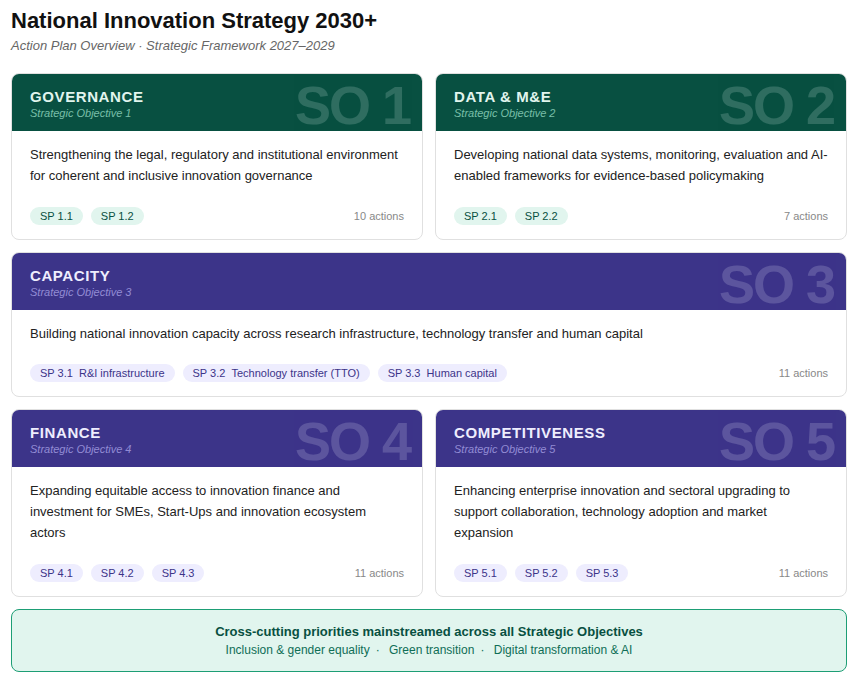 National Innovation Strategy 2030+
Action Plan Overview · Strategic Framework 2027–2029
GOVERNANCE
Strategic Objective 1
SO 1
Strengthening the legal, regulatory and institutional environment
for coherent and inclusive innovation governance
SP 1.1 SP 1.2 10 actions
DATA & M&E
Strategic Objective 2
SO 2
Developing national data systems, monitoring, evaluation and AI-
enabled frameworks for evidence-based policymaking
SP 2.1 SP 2.2 7 actions
CAPACITY
Strategic Objective 3
SO 3
Building national innovation capacity across research infrastructure, technology transfer and human capital
SP 3.1 R&I infrastructure SP 3.2 Technology transfer (TTO) SP 3.3 Human capital 11 actions
FINANCE
Strategic Objective 4
SO 4
Expanding equitable access to innovation finance and
investment for SMEs, Start-Ups and innovation ecosystem
actors
SP 4.1 SP 4.2 SP 4.3 11 actions
COMPETITIVENESS
Strategic Objective 5
SO 5
Enhancing enterprise innovation and sectoral upgrading to
support collaboration, technology adoption and market
expansion
SP 5.1 SP 5.2 SP 5.3 11 actions
Cross-cutting priorities mainstreamed across all Strategic Objectives
Inclusion & gender equality · Green transition · Digital transformation & AI